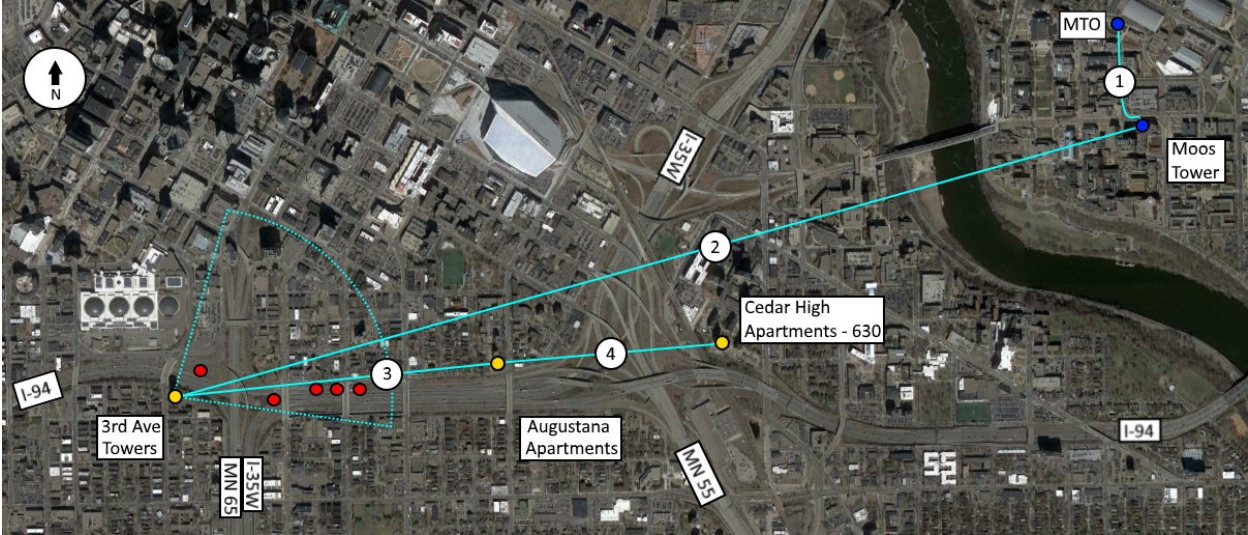 N
MTO
1
Moos
Tower
I-35W
2
Cedar High
Apartments - 630
4
3
I-94
3rd Ave
Towers
Augustana
Apartments
I-94
MN 65
I-35W
MN 55